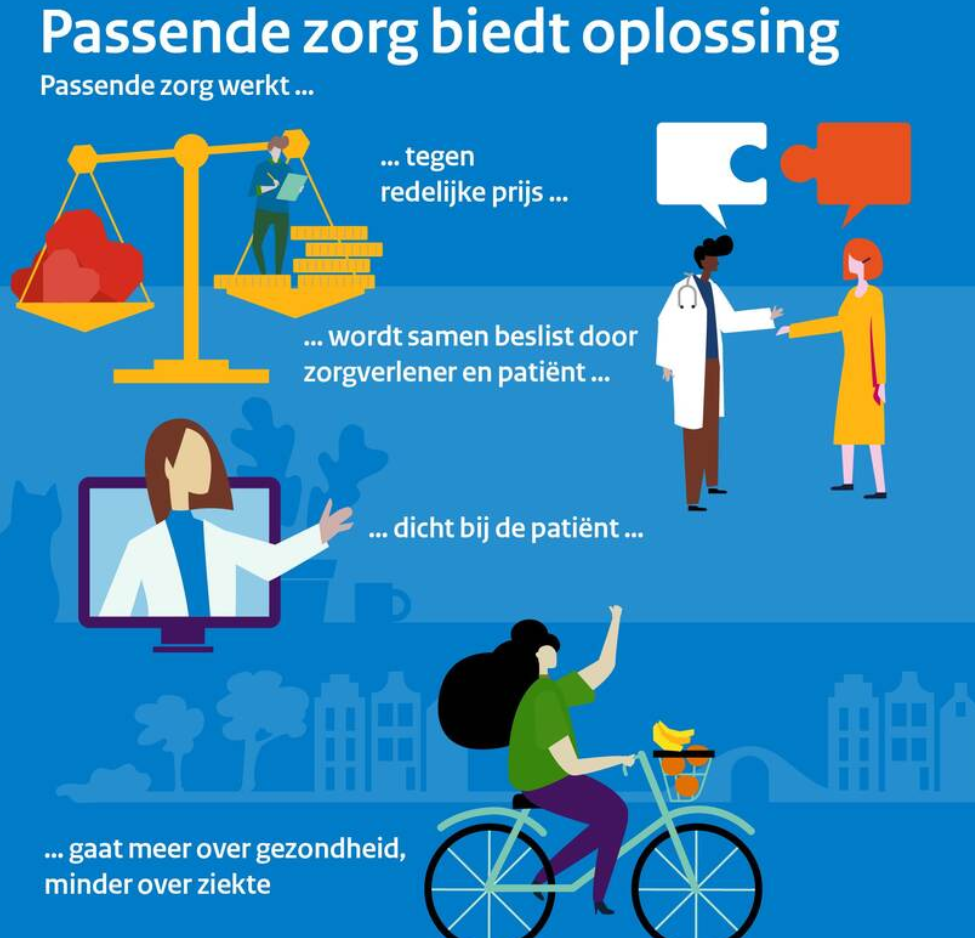 Passende zorg biedt oplossing
Passende zorg werkt ...
... tegen
redelijke prijs ...
... wordt samen beslist door
zorgverlener en patiënt ...
... dicht bij de patiënt ...
... gaat meer over gezondheid,
minder over ziekte